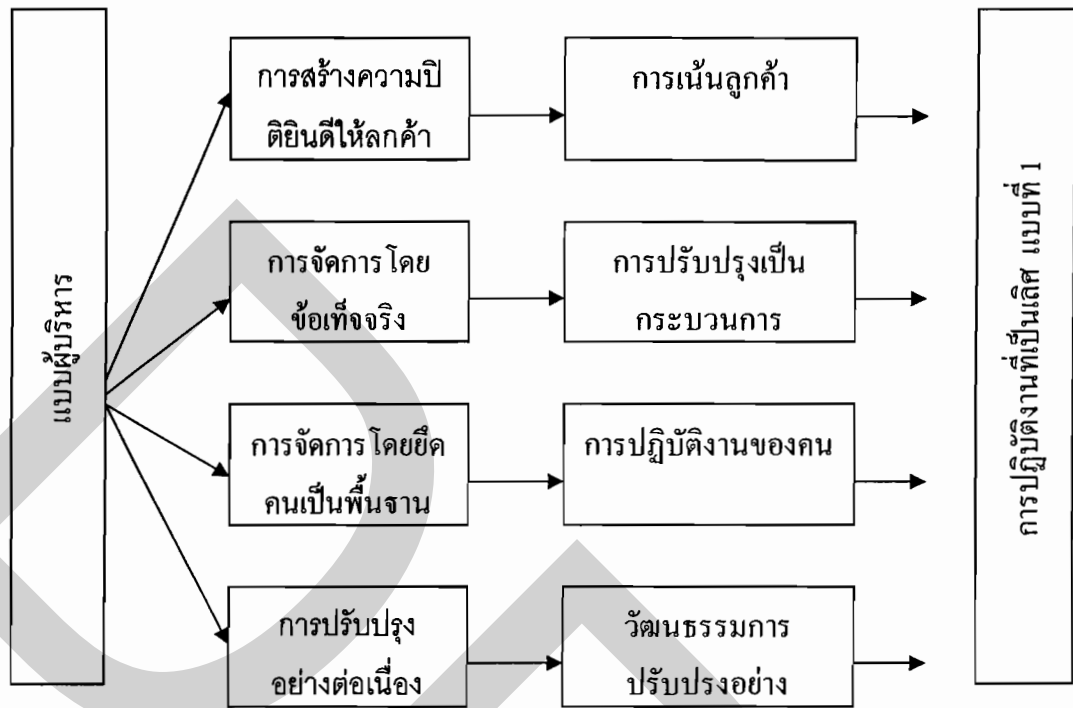 แบบผู้บริหาร
การสร้างความปิ
ติยินดีให้ลกค้า
การเน้นลูกค้า
การจัดการโดย
ข้อเท็จจริง
การปรับปรุงเป็น
กระบวนการ
การจัดการโดยยึด
คนเป็นพื้นฐาน
การปฏิบัติงานของคน
การปรับปรุง
อย่างต่อเนื่อง
วัฒนธรรมการ
ปรับปรงอย่าง
การปฏิบัติงานที่เป็นเลิศ แบบที่ 1